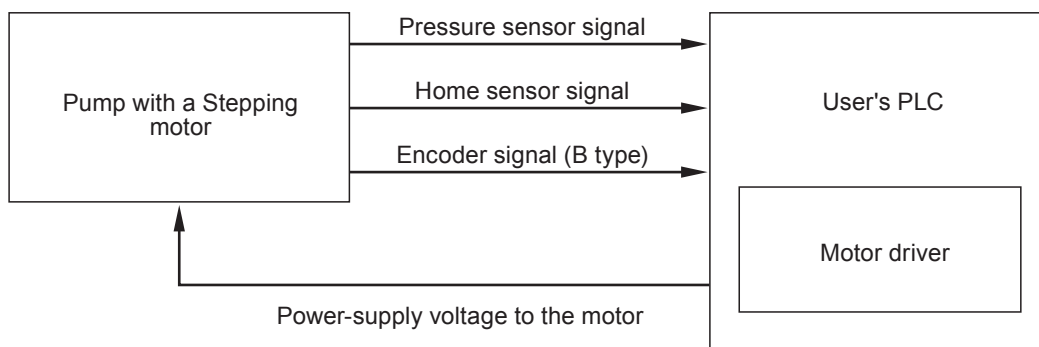 Pressure sensor signal
Pump with a Stepping
motor
Home sensor signal
User's PLC
Encoder signal (B type)
Motor driver
Power-supply voltage to the motor